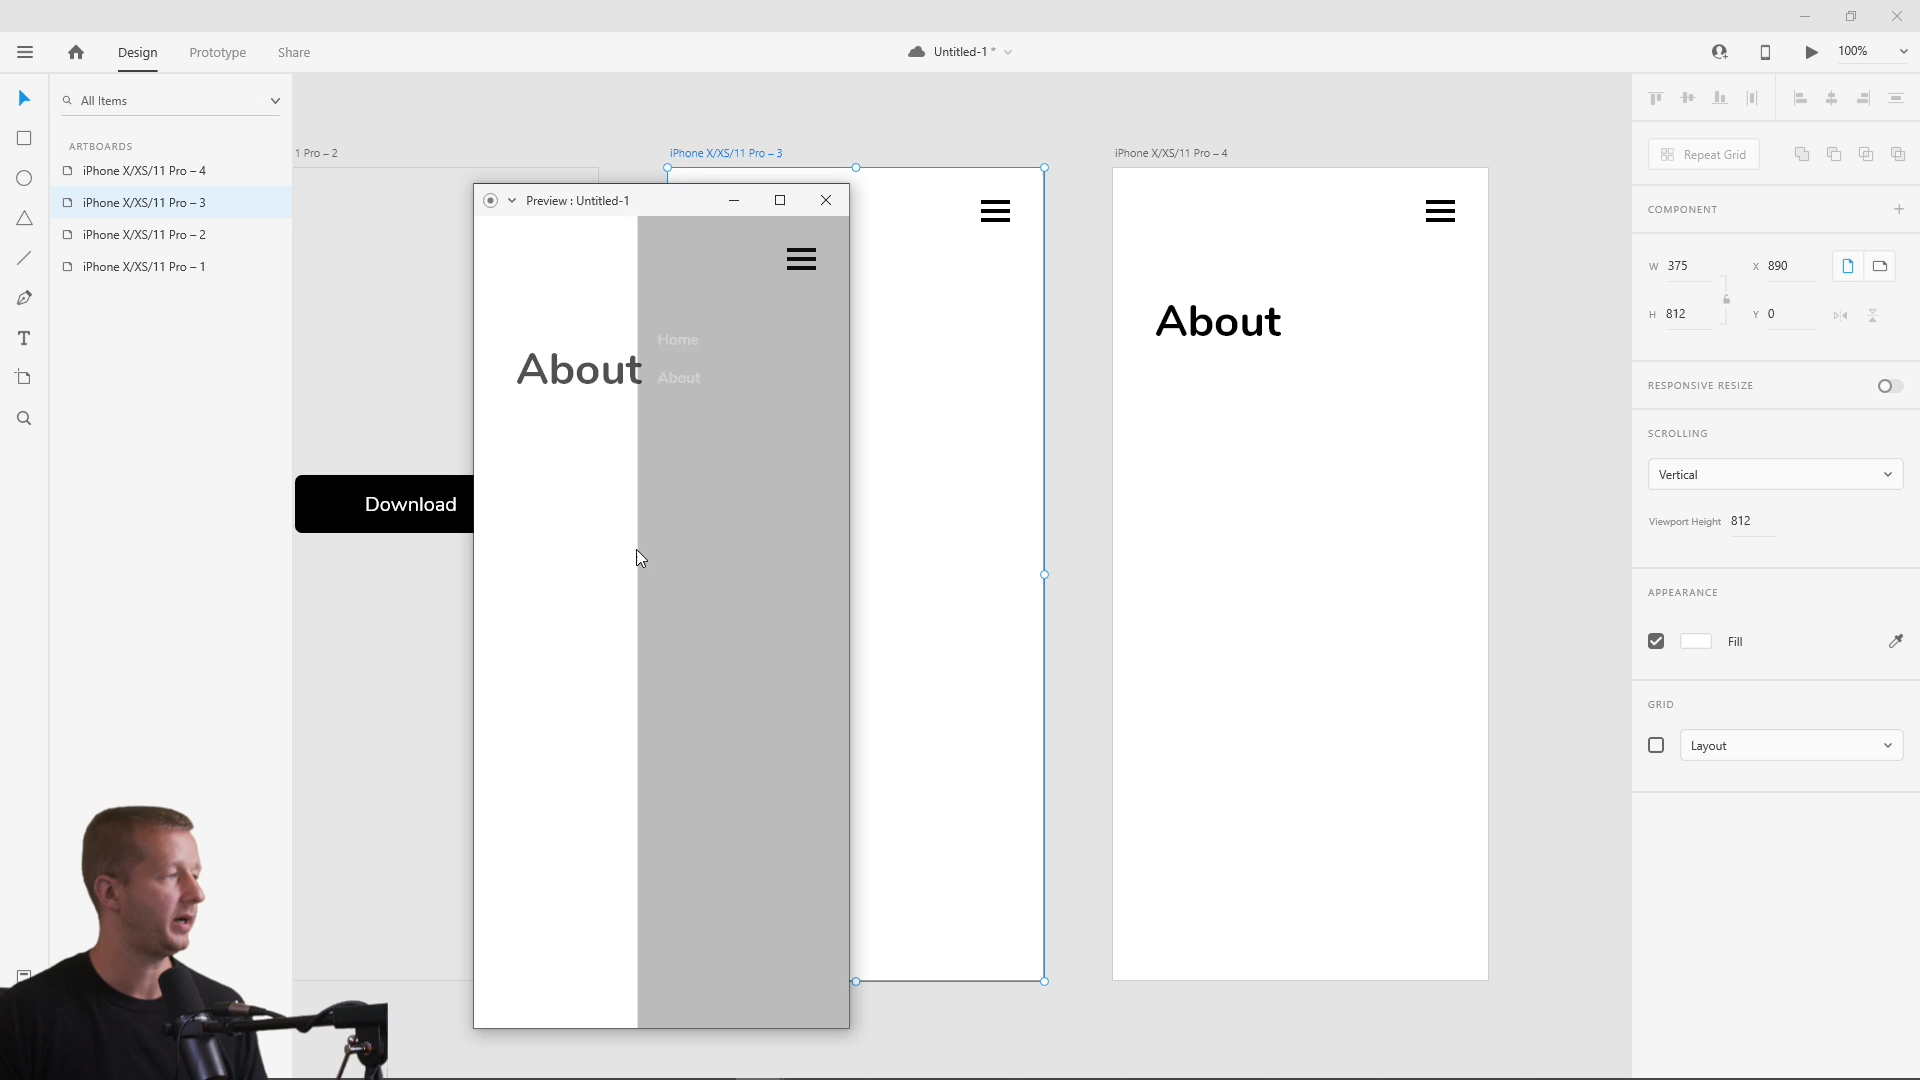 Design
Prototype
Share
Untitled-1 *
100%
All Items
ARTBOARDS
iPhone X/XS/11 Pro – 4
iPhone X/XS/11 Pro – 3
iPhone X/XS/11 Pro – 2
iPhone X/XS/11 Pro – 1
1 Pro – 2
iPhone X/XS/11 Pro – 3
iPhone X/XS/11 Pro – 4
Preview : Untitled-1
Home
About
About
About
Download
Repeat Grid
COMPONENT
W 375
X 890
H 812
Y 0
RESPONSIVE RESIZE
SCROLLING
Vertical
Viewport Height 812
APPEARANCE
Fill
GRID
Layout